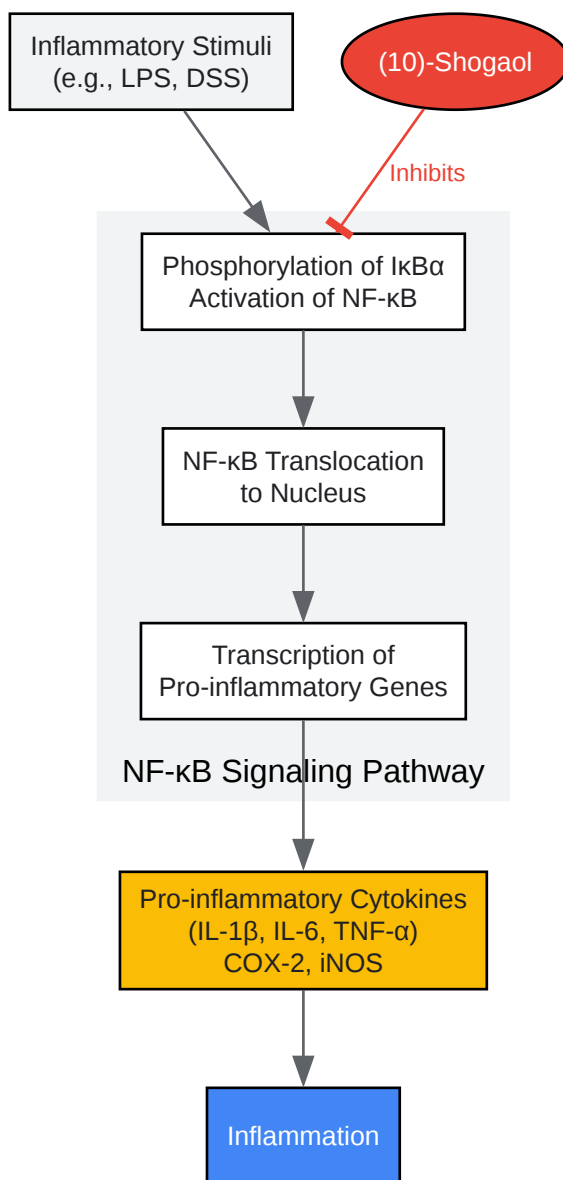 Inflammatory Stimuli
(e.g., LPS, DSS)
(10)-Shogaol
Inhibits
Phosphorylation of IκBα
Activation of NF-κB
NF-κB Translocation
to Nucleus
Transcription of
Pro-inflammatory Genes
NF-κB Signaling Pathway
Pro-inflammatory Cytokines
(IL-1β, IL-6, TNF-α)
COX-2, iNOS
Inflammation